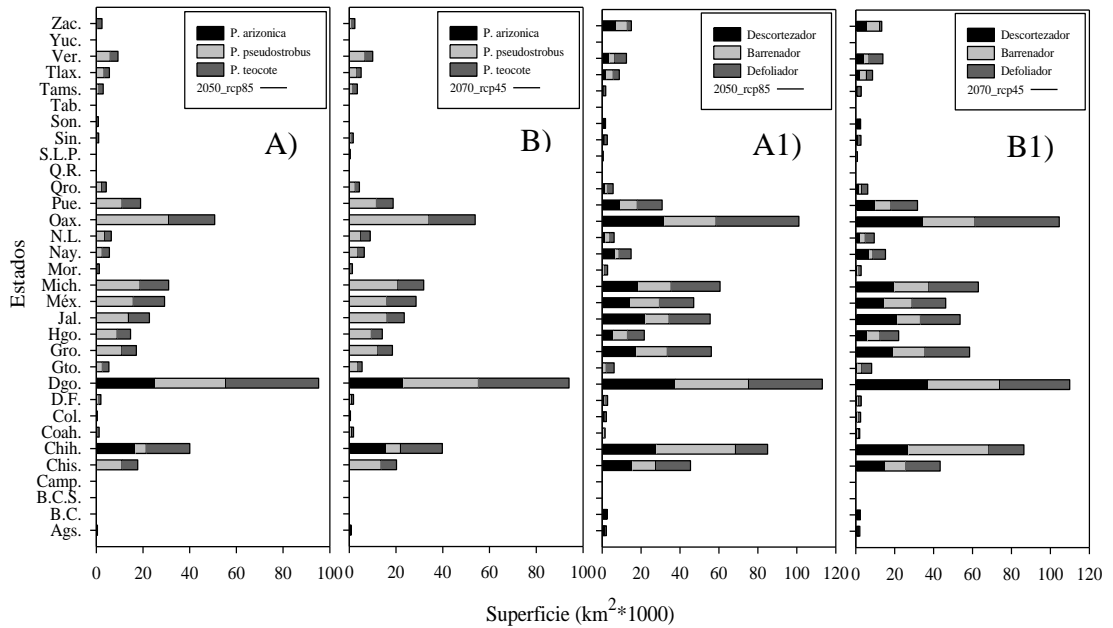 Estados
Zac.
Yuc.
Ver.
Tlax.
Tams.
Tab.
Son.
Sin.
S.L.P.
Q.R.
Qro.
Pue.
Oax.
N.L.
Nay.
Mor.
Mich.
Méx.
Jal.
Hgo.
Gro.
Gto.
Dgo.
D.F.
Col.
Coah.
Chih.
Chis.
Camp.
B.C.S.
B.C.
Ags.
P. arizonica
P. pseudostrobus
P. teocote
2050_rcp85
A)
0 20 40 60 80 100
P. arizonica
P. pseudostrobus
P. teocote
2070_rcp45
B)
0 20 40 60 80 100
Descortezador
Barrenador
Defoliador
2050_rcp85
A1)
0 20 40 60 80 100 120
Descortezador
Barrenador
Defoliador
2070_rcp45
B1)
0 20 40 60 80 100 120
Superficie (km²*1000)